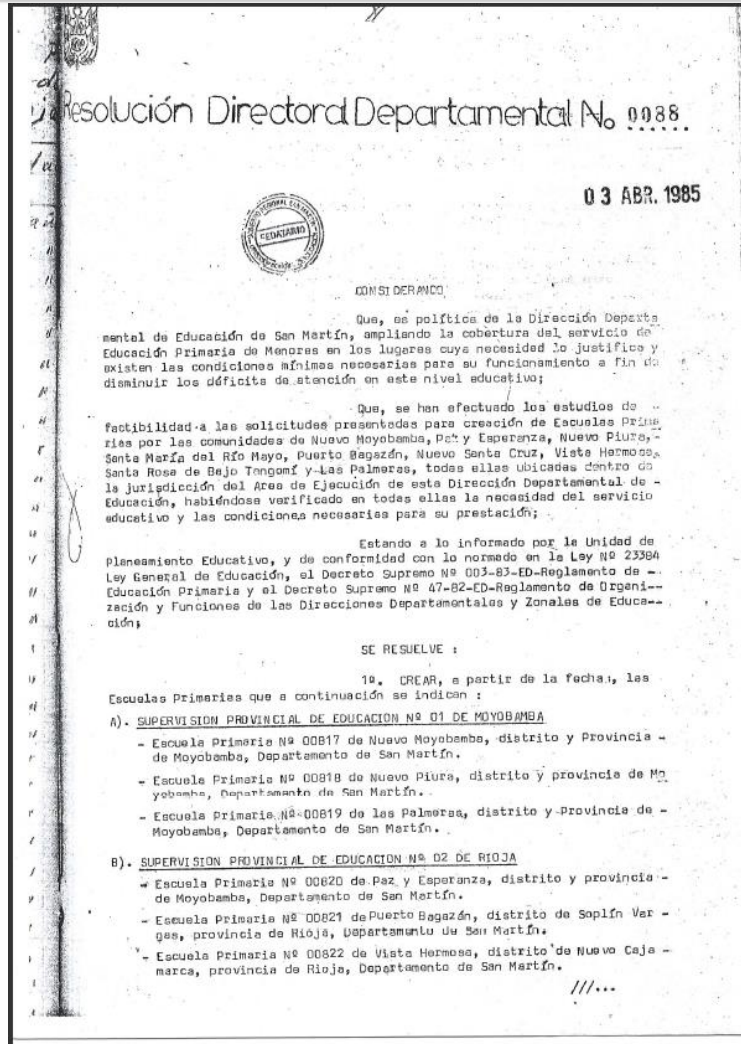 Resolución Directoral Departamental No 0088
03 ABR. 1985
FEDATARIO
CONSIDERANCO
Que, es política de la Dirección Departa
mental de Educación de San Martín, ampliando la cobertura del servicio de
Educación Primaria de Menores en los lugares cuya necesidad lo justifica y
existen las condiciones mínimas necesarias para su funcionamiento a fin de
disminuir los déficits de atención en este nivel educativo;
Que, se han efectuado los estudios de
factibilidad a las solicitudes presentadas para creación de Escuelas Prima
rias por las comunidades de Nuevo Moyobamba, Paz y Esperanza, Nuevo Piura,-
Santa María del Río Mayo, Puerto Bagazán, Nuevo Santa Cruz, Vista Hermosa,
Santa Rosa de Bajo Tangomí y Las Palmeras, todas ellas ubicadas dentro de
la jurisdicción del Area de Ejecución de esta Dirección Departamental de -
Educación, habiéndose verificado en todas ellas la necesidad del servicio
educativo y las condiciones necesarias para su prestación;
Estando a lo informado por la Unidad de
Planeamiento Educativo, y de conformidad con lo normado en la Ley Nº 23384
Ley General de Educación, el Decreto Supremo Nº 003-83-ED-Reglamento de -
Educación Primaria y el Decreto Supremo Nº 47-82-ED-Reglamento de Organi--
zación y Funciones de las Direcciones Departamentales y Zonales de Educa--
ción;
SE RESUELVE :
1º. CREAR, a partir de la fecha, las
Escuelas Primarias que a continuación se indican :
A). SUPERVISION PROVINCIAL DE EDUCACION Nº 01 DE MOYOBAMBA
- Escuela Primaria Nº 00817 de Nuevo Moyobamba, distrito y Provincia -
de Moyobamba, Departamento de San Martín.
- Escuela Primaria Nº 00818 de Nuevo Piura, distrito y provincia de Mo
yobamba, Departamento de San Martín.
- Escuela Primaria Nº 00819 de las Palmeras, distrito y Provincia de -
Moyobamba, Departamento de San Martín.
B). SUPERVISION PROVINCIAL DE EDUCACION Nº 02 DE RIOJA
- Escuela Primaria Nº 00820 de Paz y Esperanza, distrito y provincia -
de Moyobamba, Departamento de San Martín.
- Escuela Primaria Nº 00821 de Puerto Bagazán, distrito de Soplín Var -
gas, provincia de Rioja, Departamento de San Martín.
- Escuela Primaria Nº 00822 de Vista Hermosa, distrito de Nuevo Caja -
marca, provincia de Rioja, Departamento de San Martín.
///...